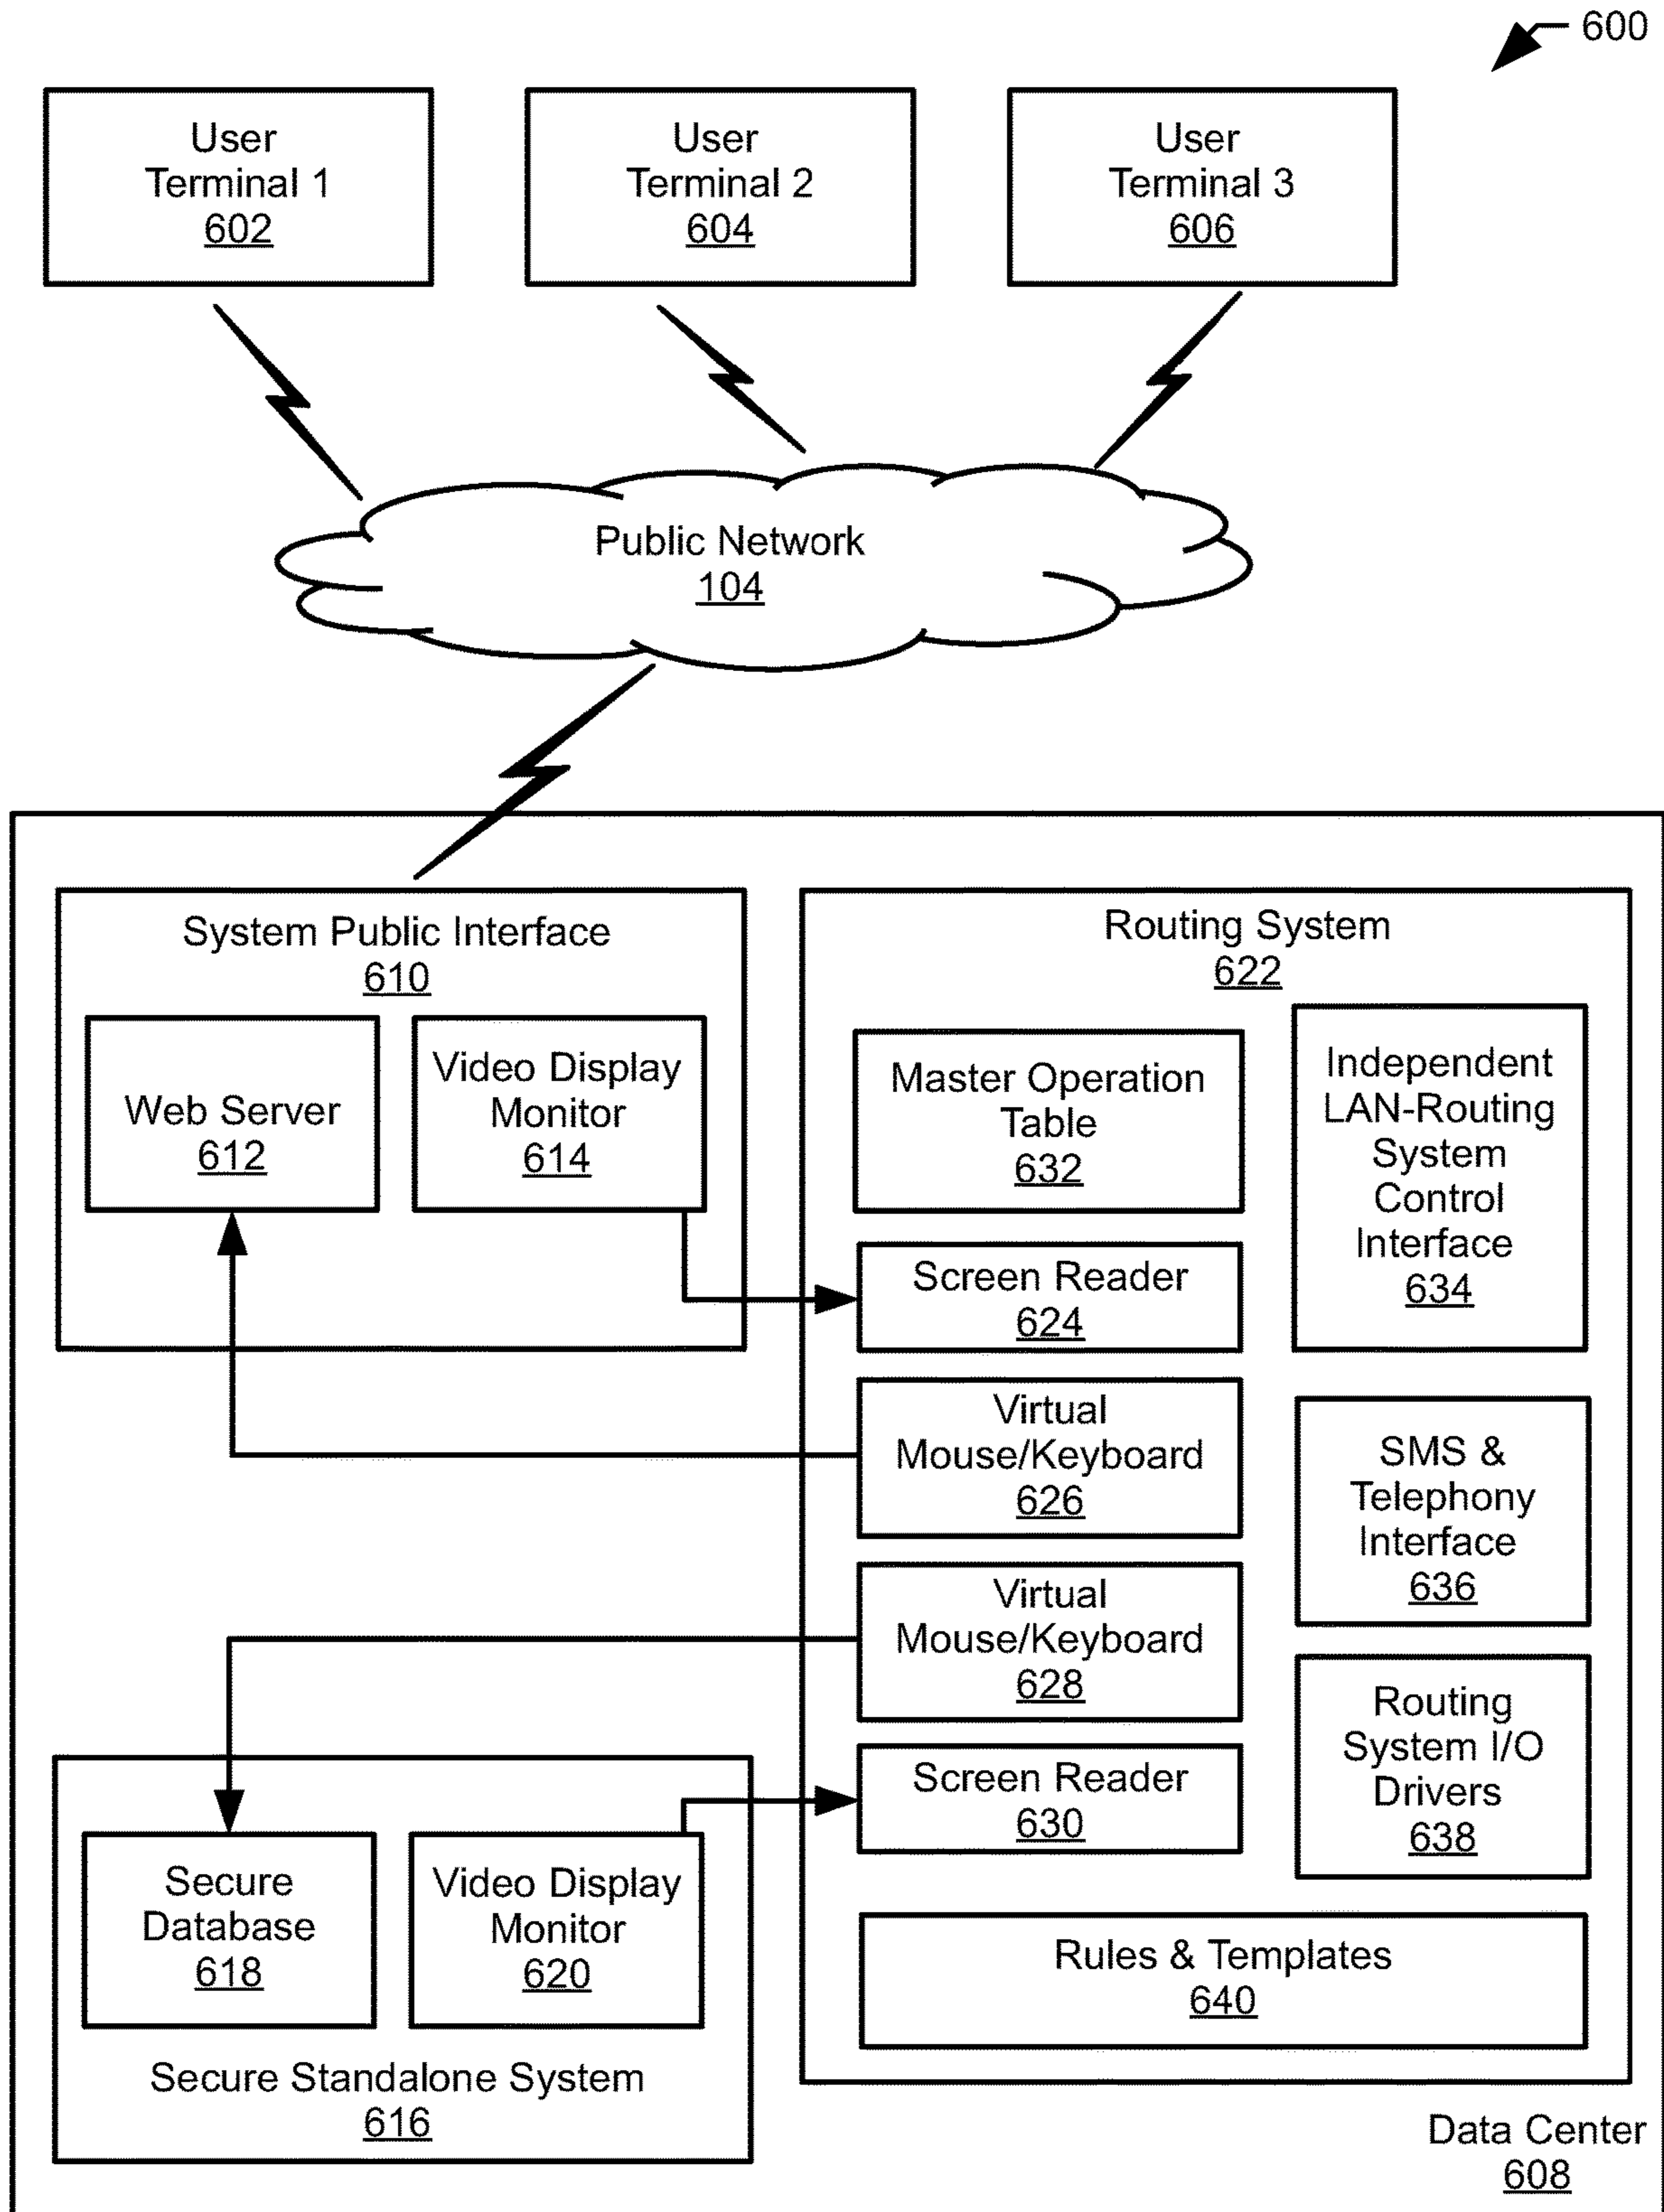 600
User
Terminal 1
602
User
Terminal 2
604
User
Terminal 3
606
Public Network
104
System Public Interface
610
Web Server
612
Video Display
Monitor
614
Routing System
622
Master Operation
Table
632
Independent
LAN-Routing
System
Control
Interface
634
Screen Reader
624
Virtual
Mouse/Keyboard
626
SMS &
Telephony
Interface
636
Virtual
Mouse/Keyboard
628
Routing
System I/O
Drivers
638
Screen Reader
630
Secure
Database
618
Video Display
Monitor
620
Secure Standalone System
616
Rules & Templates
640
Data Center
608